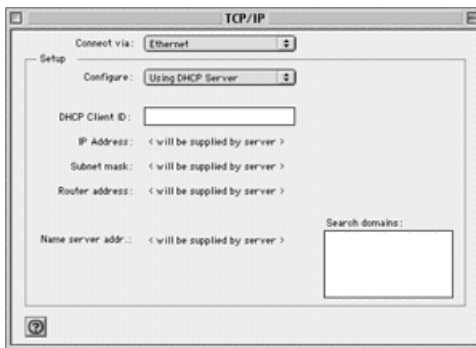 TCP/IP
Connect via: Ethernet
Setup
Configure: Using DHCP Server
DHCP Client ID:
IP Address: < will be supplied by server >
Subnet mask: < will be supplied by server >
Router address: < will be supplied by server >
Search domains:
Name server addr.: < will be supplied by server >
?